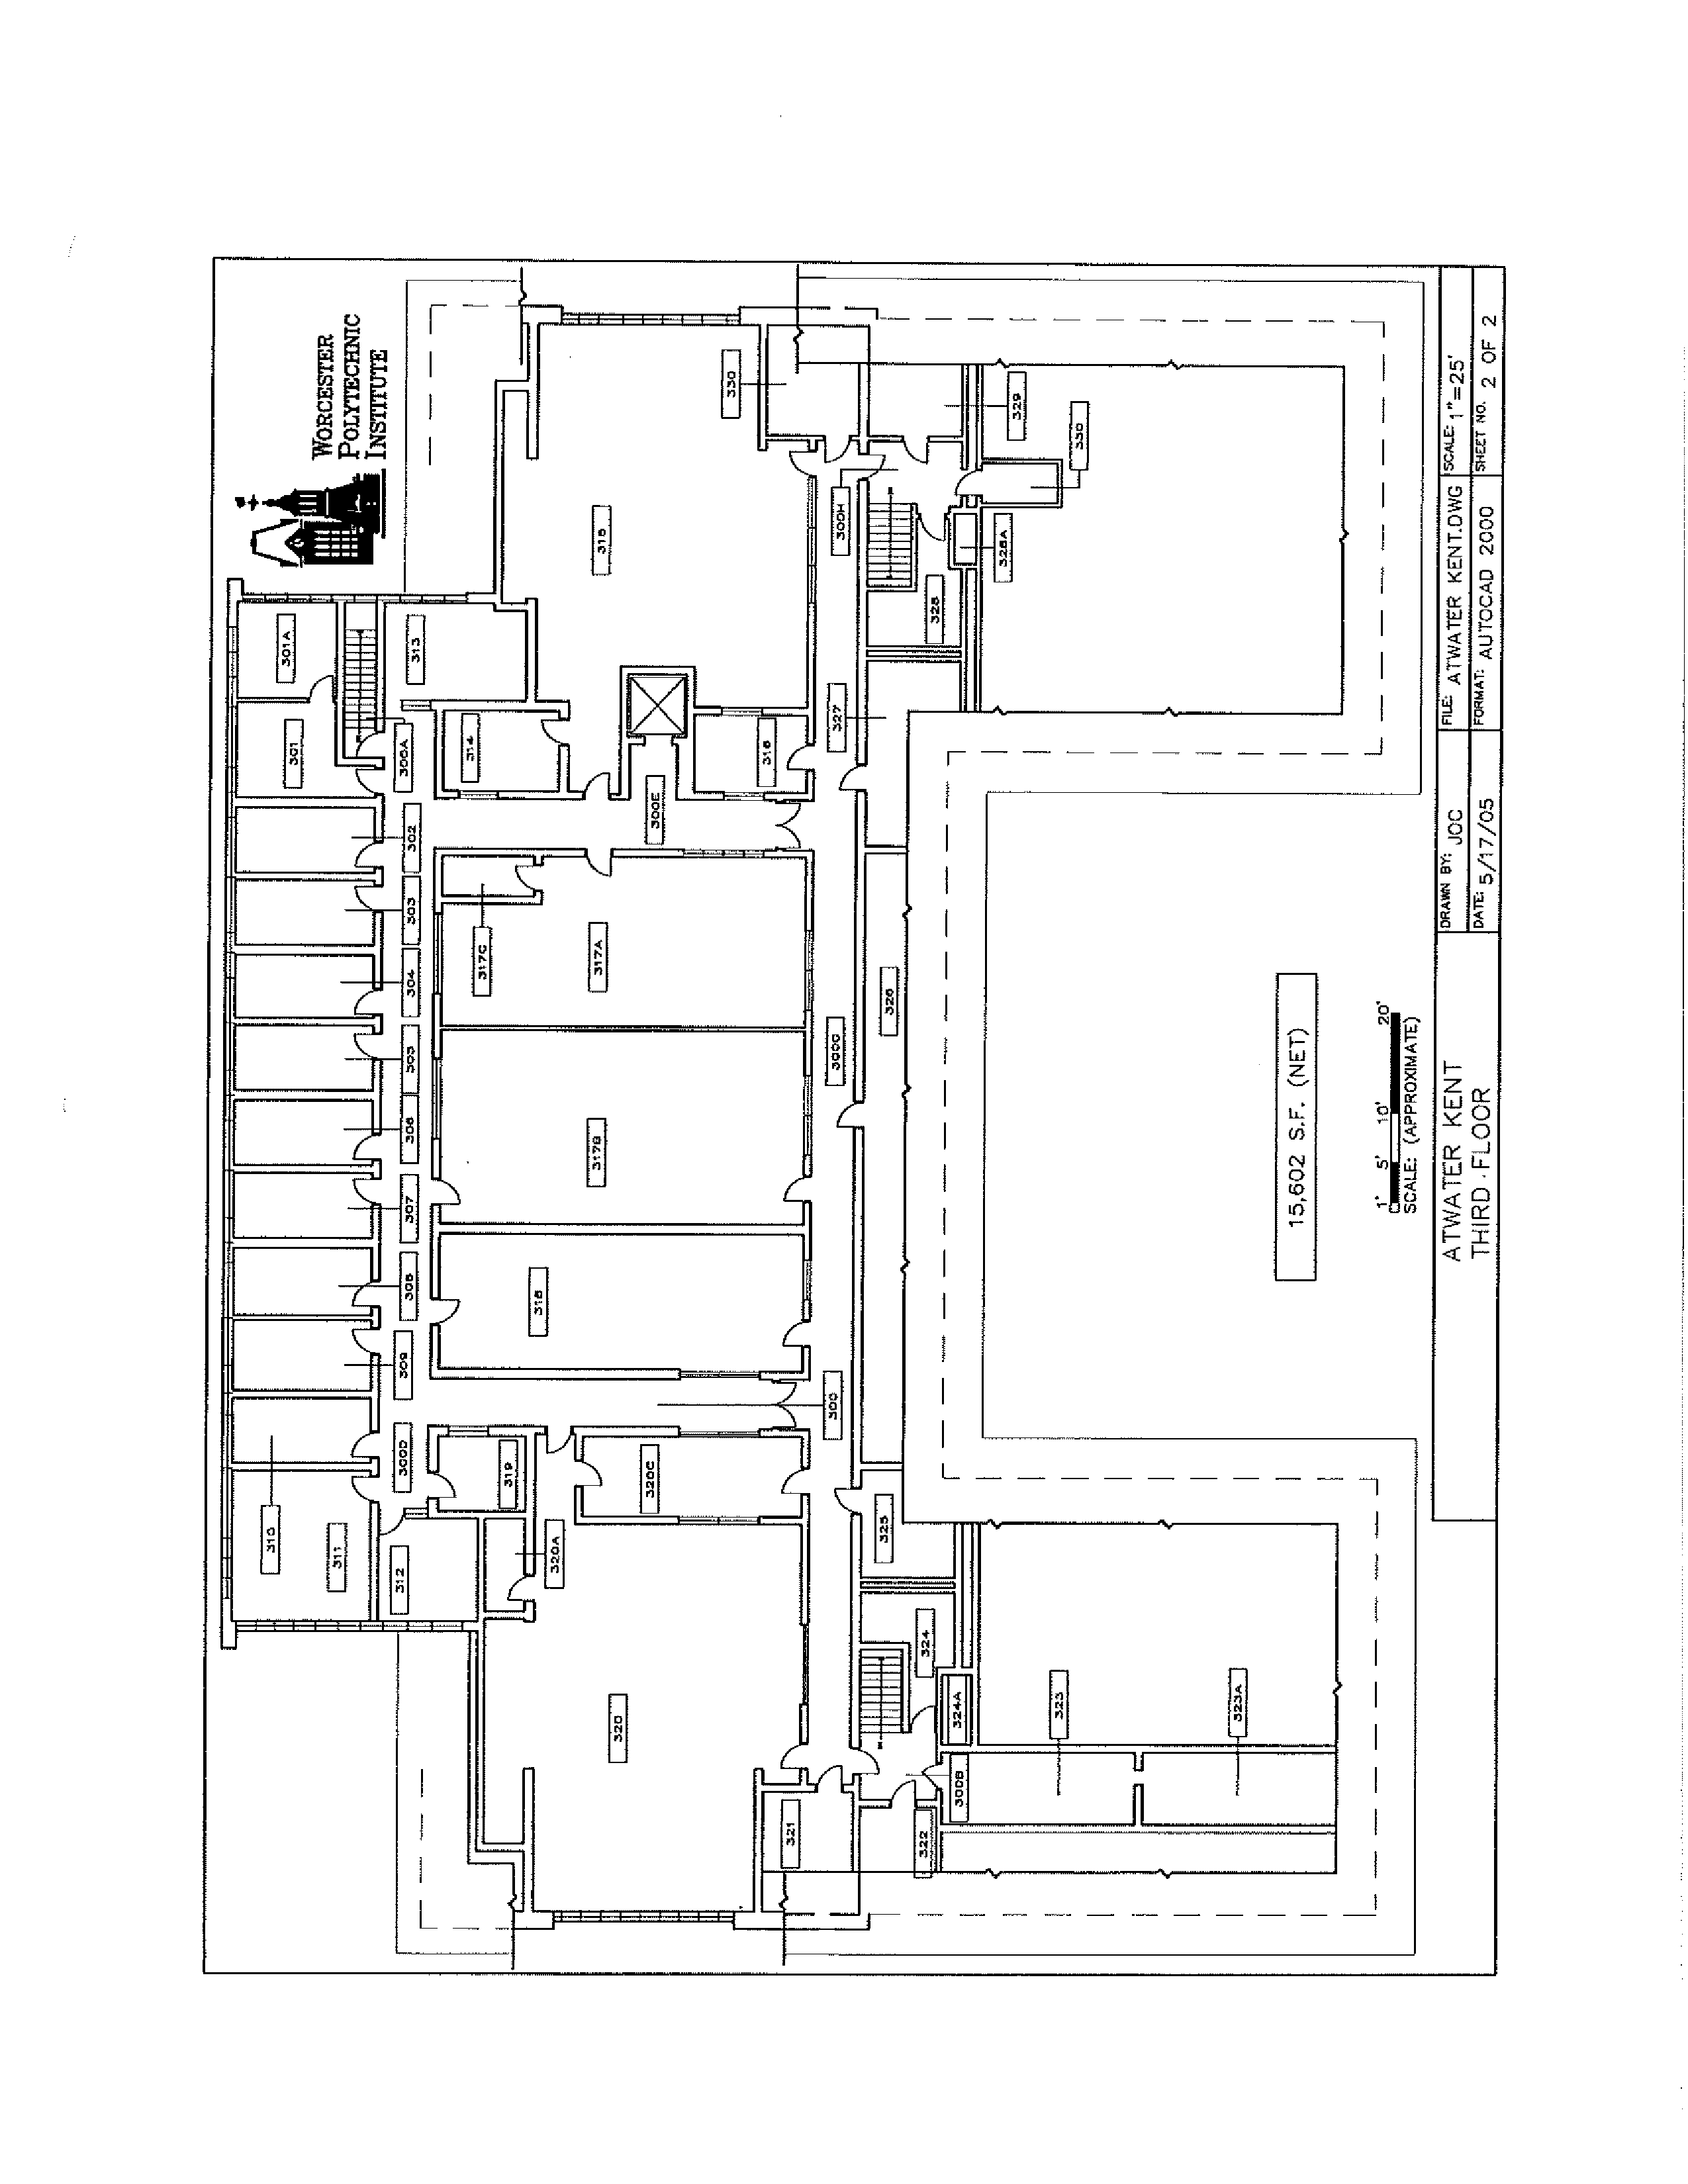 WORCESTER
POLYTECHNIC
INSTITUTE
301A
301
300A
302
303
304
305
306
307
308
309
310
311
300D
312
313
314
315
316
300E
317C
317A
317B
318
319
320C
320A
320
300
300C
321
322
300B
323
323A
324A
324
325
326
327
328
328A
300H
329
330
330
15,602 S.F. (NET)
1' 5' 10' 20'
SCALE: (APPROXIMATE)
ATWATER KENT
THIRD FLOOR
DRAWN BY: JOC
DATE: 5/17/05
FILE: ATWATER KENT.DWG
FORMAT: AUTOCAD 2000
SCALE: 1"=25'
SHEET NO. 2 OF 2